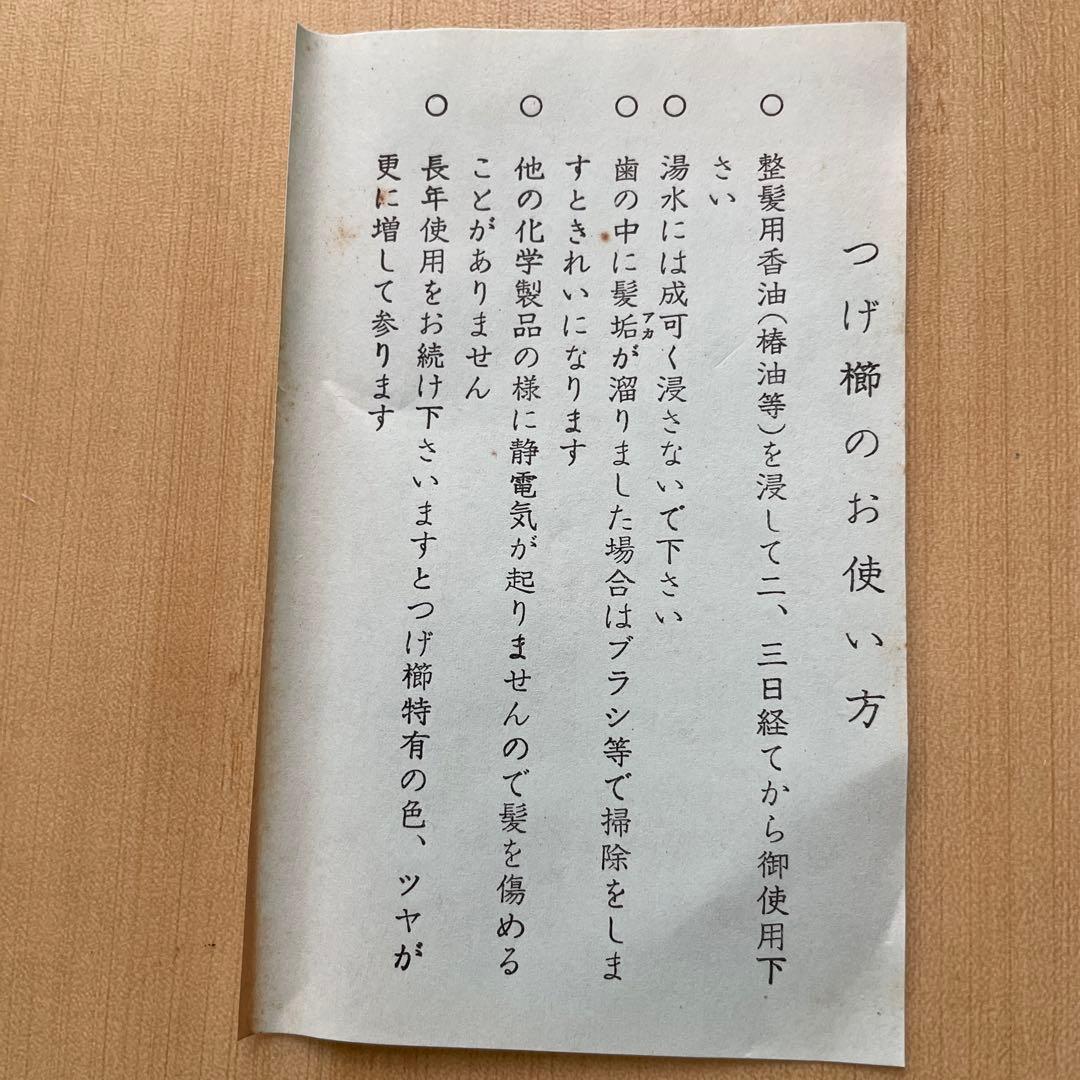 つげ櫛のお使い方
○ 整髪用香油(椿油等)を浸して二、三日経てから御使用下
さい
○ 湯水には成可く浸さないで下さい
○ 歯の中に髪垢アカが溜りました場合はブラシ等で掃除をしま
すときれいになります
○ 他の化学製品の様に静電気が起りませんので髪を傷める
ことがありません
○ 長年使用をお続け下さいますとつげ櫛特有の色、ツヤが
更に増して参ります